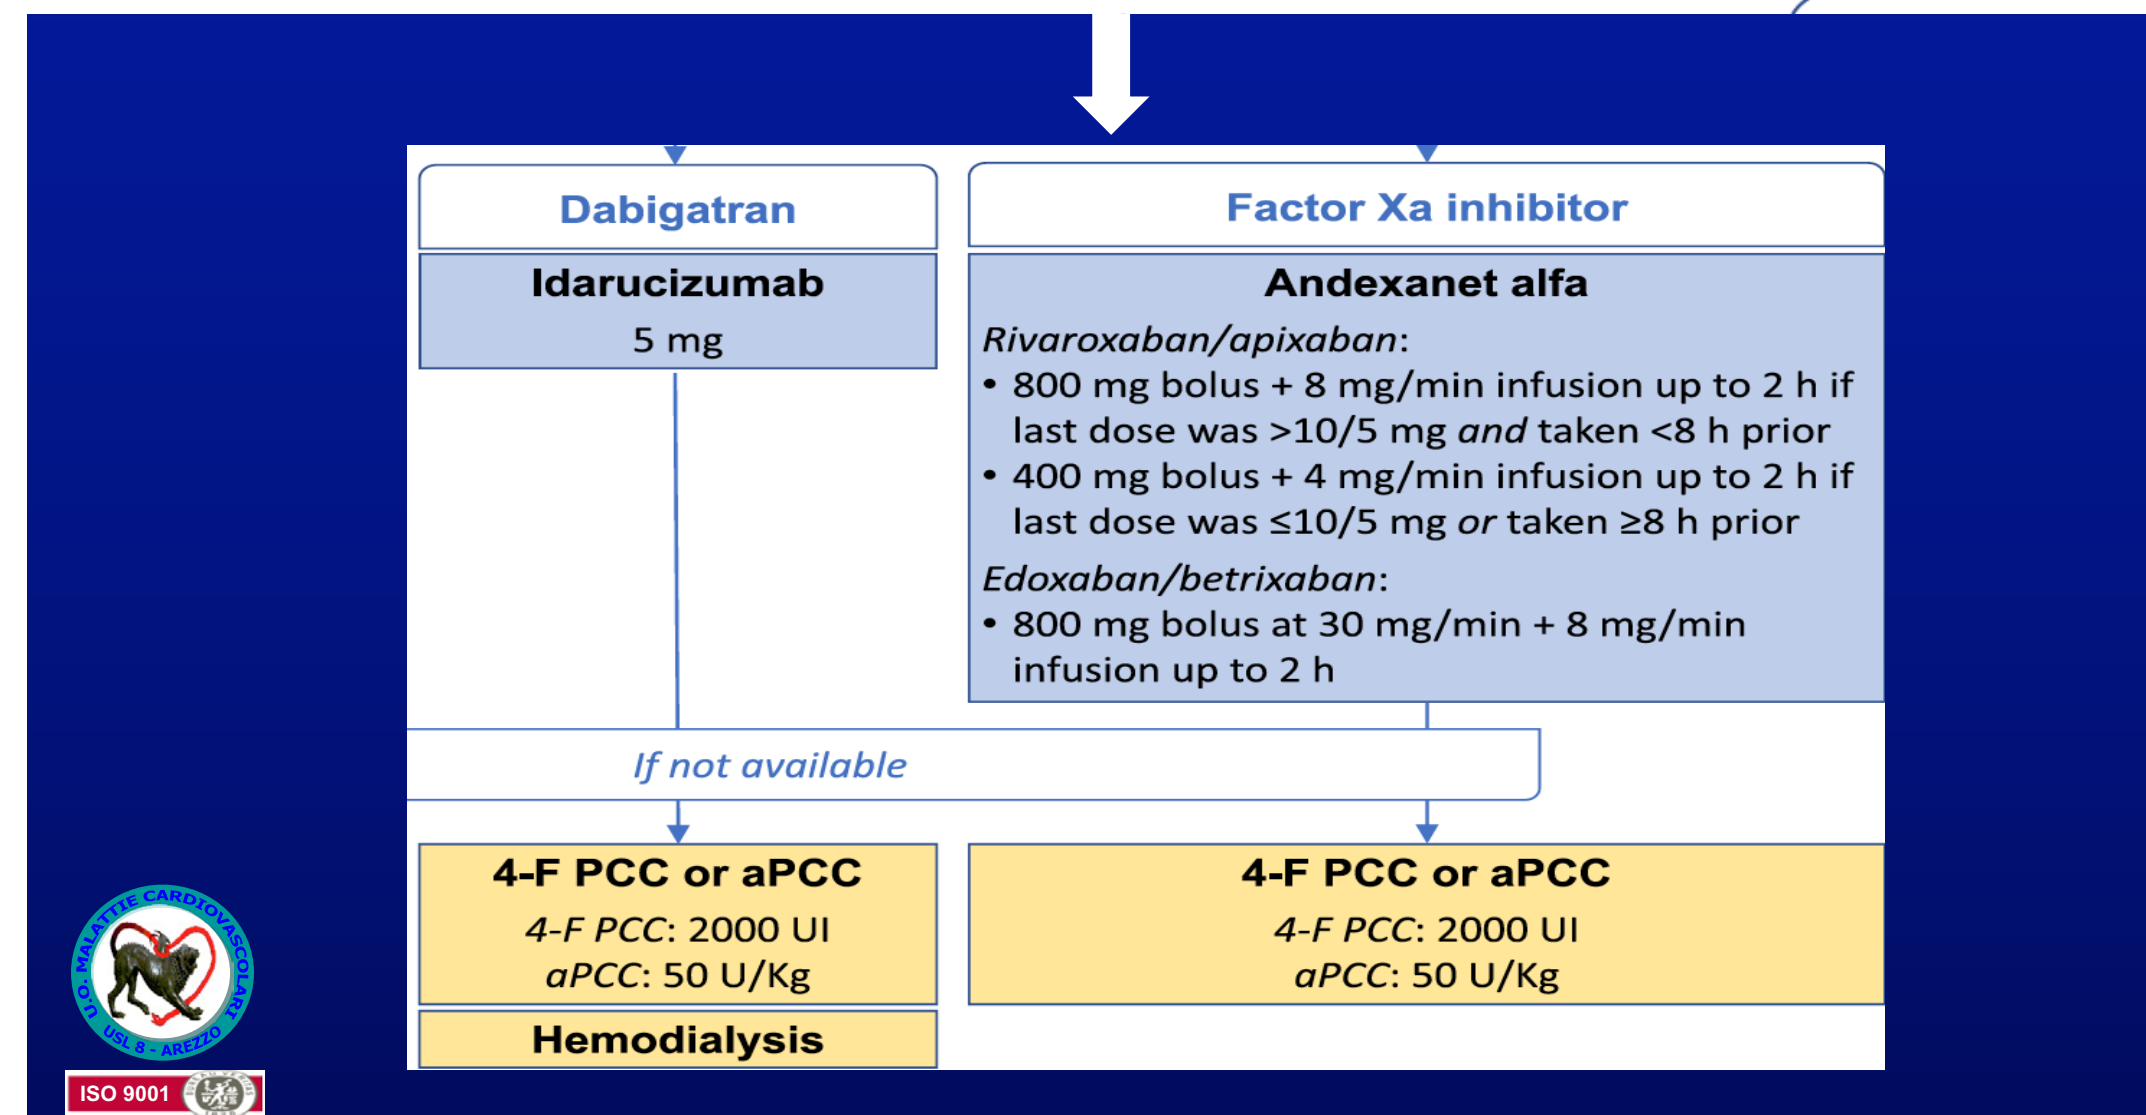 Dabigatran
Idarucizumab
5 mg
Factor Xa inhibitor
Andexanet alfa
Rivaroxaban/apixaban:
• 800 mg bolus + 8 mg/min infusion up to 2 h if
last dose was >10/5 mg and taken <8 h prior
• 400 mg bolus + 4 mg/min infusion up to 2 h if
last dose was ≤10/5 mg or taken ≥8 h prior
Edoxaban/betrixaban:
• 800 mg bolus at 30 mg/min + 8 mg/min
infusion up to 2 h
If not available
4-F PCC or aPCC
4-F PCC: 2000 UI
aPCC: 50 U/Kg
Hemodialysis
4-F PCC or aPCC
4-F PCC: 2000 UI
aPCC: 50 U/Kg
U.O. MALATTIE CARDIOVASCOLARI
USL 8 - AREZZO
ISO 9001